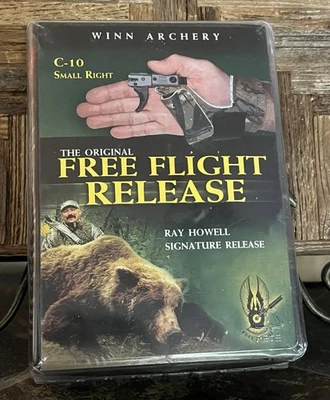 WINN ARCHERY
C-10
SMALL RIGHT
THE ORIGINAL
FREE FLIGHT
RELEASE
RAY HOWELL
SIGNATURE RELEASE